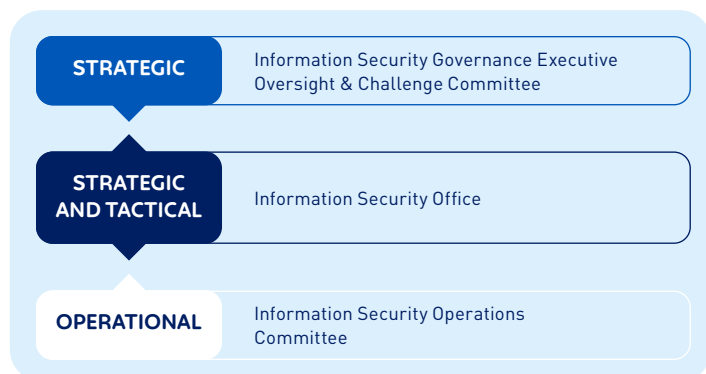 STRATEGIC
Information Security Governance Executive
Oversight & Challenge Committee
STRATEGIC
AND TACTICAL
Information Security Office
OPERATIONAL
Information Security Operations
Committee